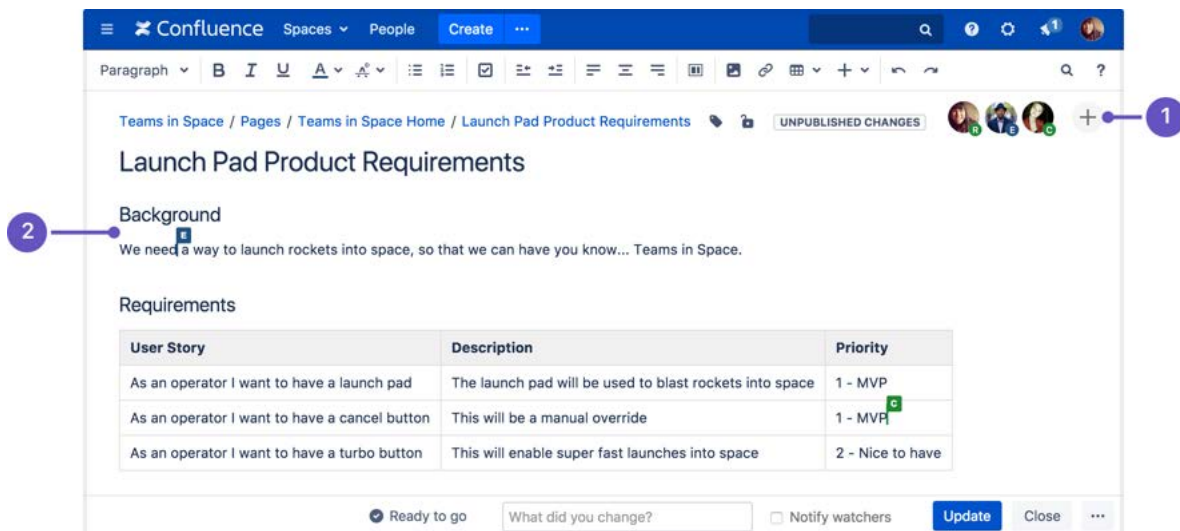 Confluence Spaces People Create ... 1
Paragraph B I U A ?
Teams in Space / Pages / Teams in Space Home / Launch Pad Product Requirements UNPUBLISHED CHANGES R E C 1
Launch Pad Product Requirements
Background
2
E
We need a way to launch rockets into space, so that we can have you know... Teams in Space.
Requirements
User Story Description Priority
As an operator I want to have a launch pad The launch pad will be used to blast rockets into space 1 - MVP
C
As an operator I want to have a cancel button This will be a manual override 1 - MVP
As an operator I want to have a turbo button This will enable super fast launches into space 2 - Nice to have
Ready to go What did you change? Notify watchers Update Close ...